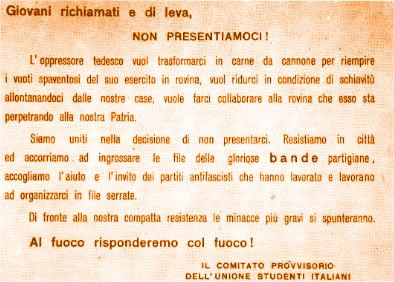 Giovani richiamati e di leva,
NON PRESENTIAMOCI!
L'oppressore tedesco vuol trasformarci in carne da cannone per riempire
i vuoti spaventosi del suo esercito in rovina, vuol ridurci in condizione di schiavitù
allontanandoci dalle nostre case, vuole farci collaborare alla rovina che esso sta
perpetrando alla nostra Patria.
Siamo uniti nella decisione di non presentarci. Resistiamo in città
ed accorriamo ad ingrossare le file delle gloriose bande partigiane,
accogliamo l'aiuto e l'invito dei partiti antifascisti che hanno lavorato e lavorano
ad organizzarci in file serrate.
Di fronte alla nostra compatta resistenza le minacce più gravi si spunteranno.
Al fuoco risponderemo col fuoco!
IL COMITATO PROVVISORIO
DELL'UNIONE STUDENTI ITALIANI